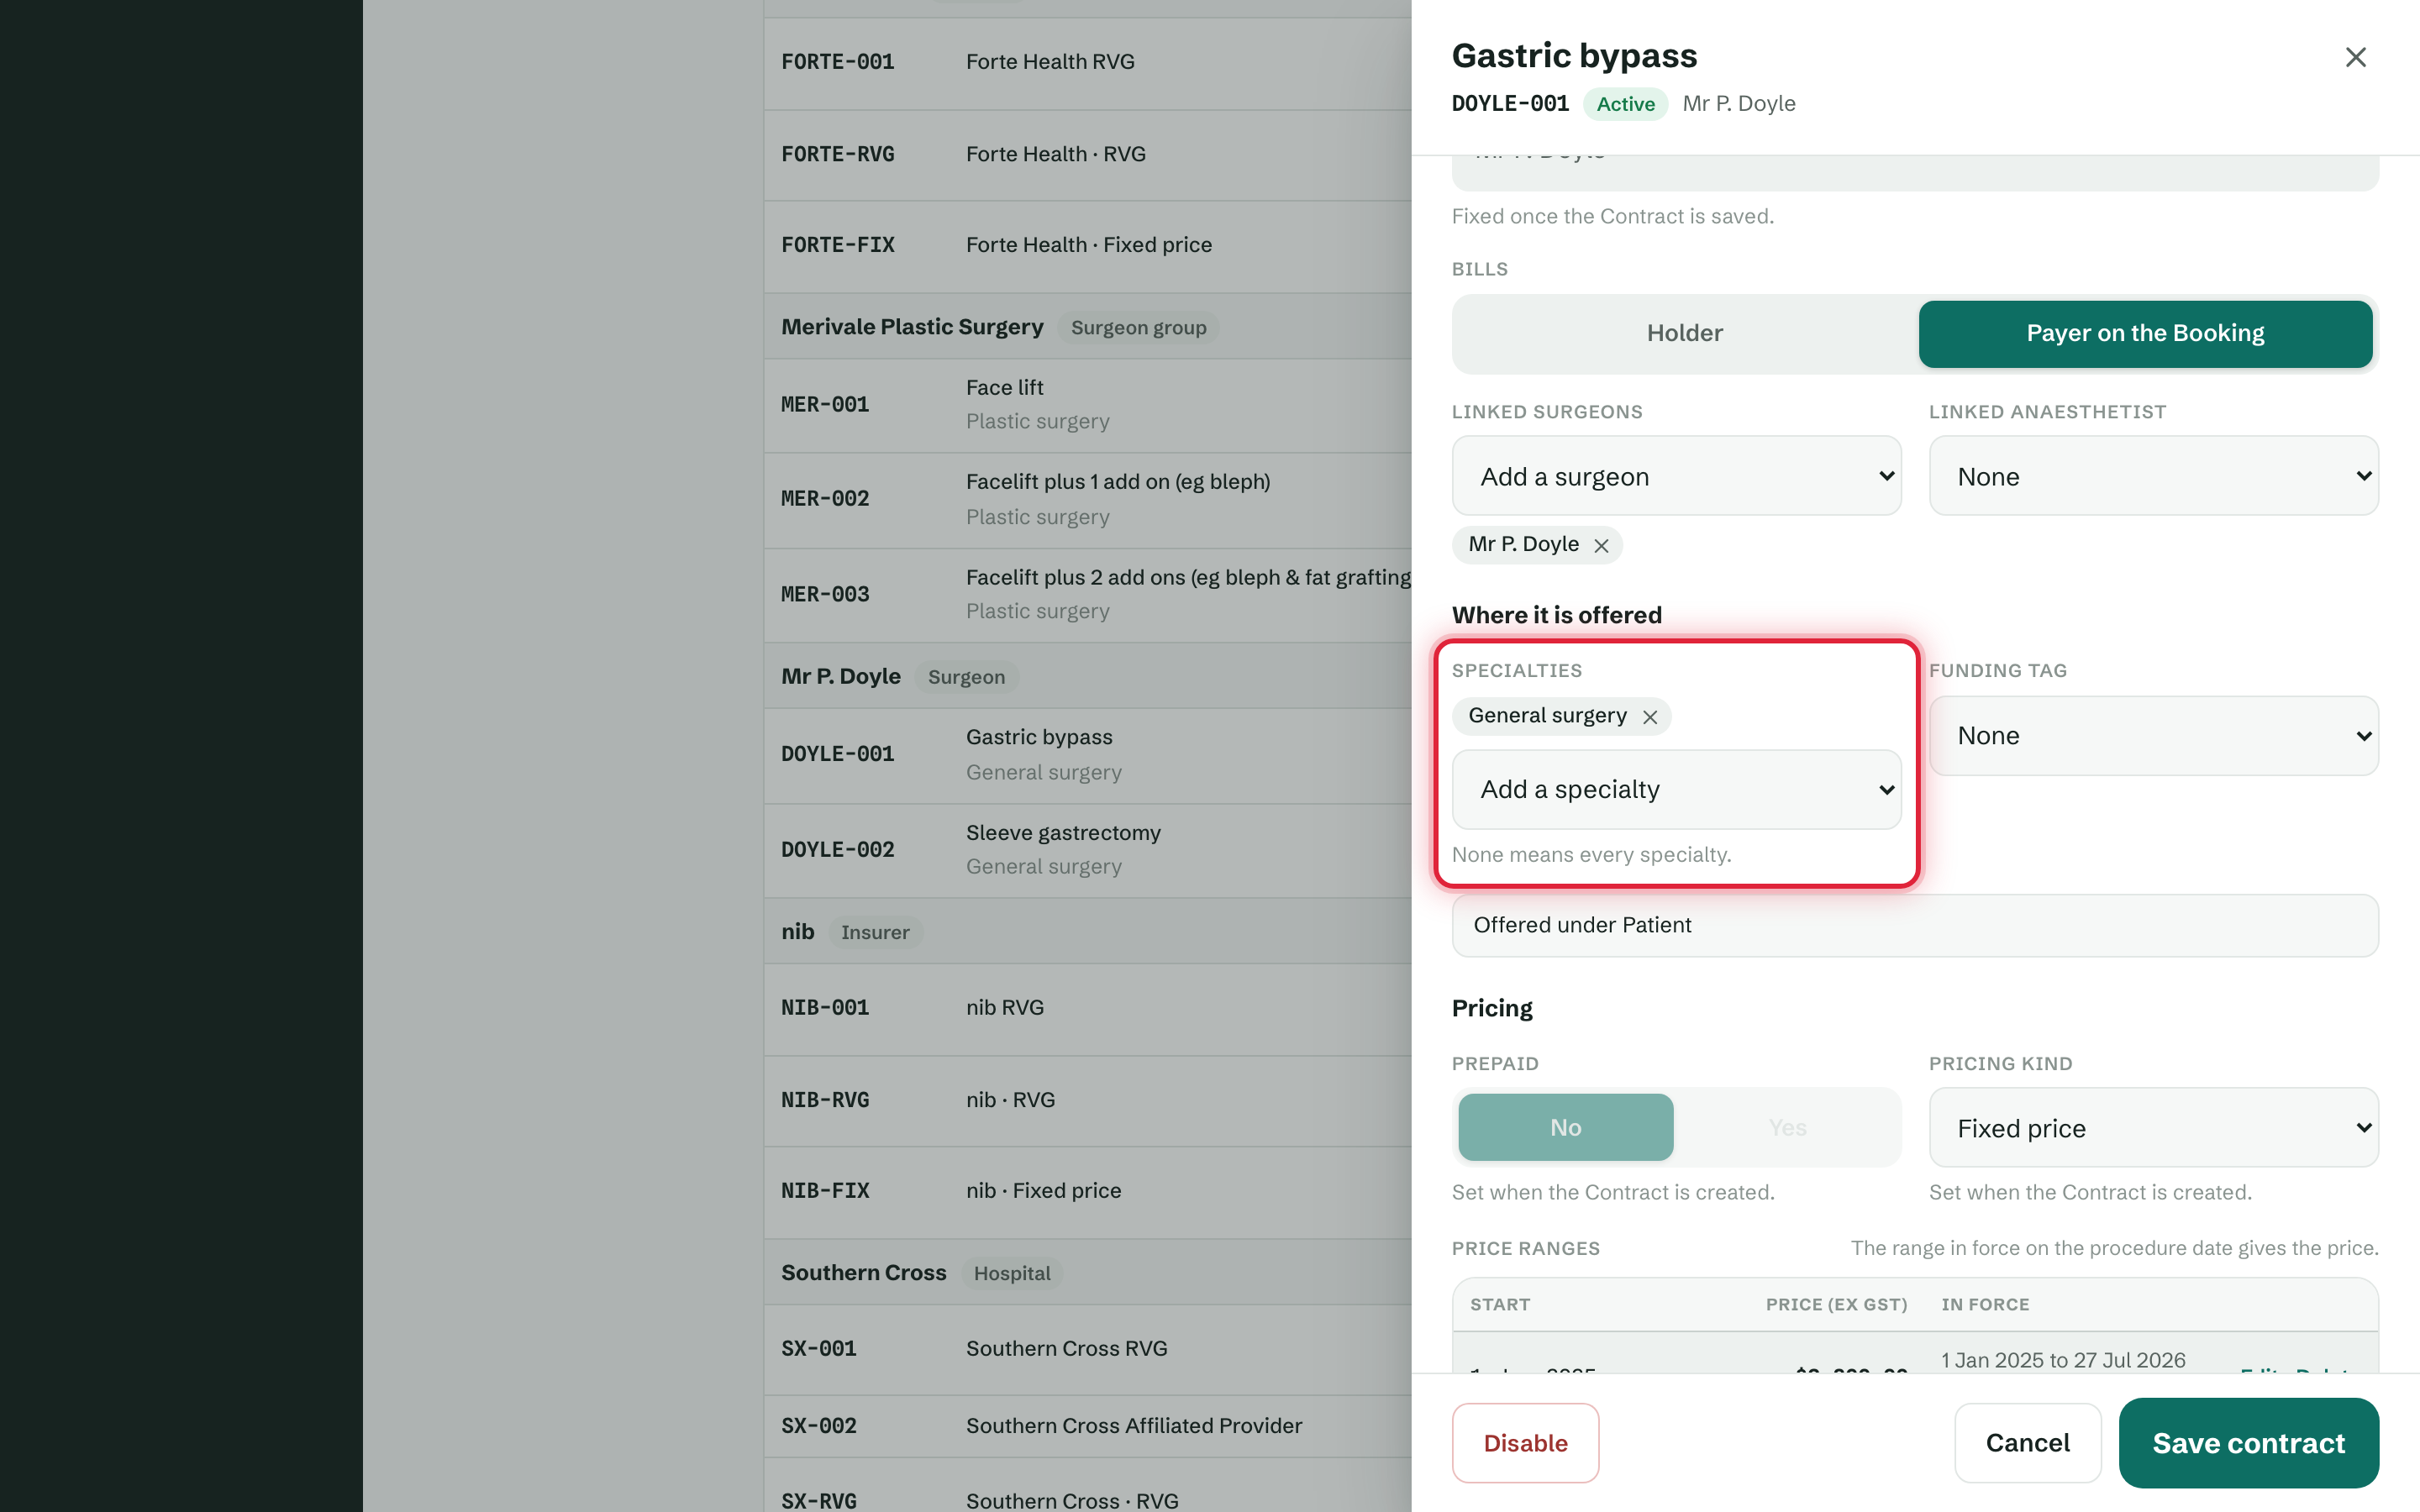 FORTE-001 Forte Health RVG
FORTE-RVG Forte Health · RVG
FORTE-FIX Forte Health · Fixed price
Merivale Plastic Surgery Surgeon group
MER-001 Face lift
Plastic surgery
MER-002 Facelift plus 1 add on (eg bleph)
Plastic surgery
MER-003 Facelift plus 2 add ons (eg bleph & fat grafting
Plastic surgery
Mr P. Doyle Surgeon
DOYLE-001 Gastric bypass
General surgery
DOYLE-002 Sleeve gastrectomy
General surgery
nib Insurer
NIB-001 nib RVG
NIB-RVG nib · RVG
NIB-FIX nib · Fixed price
Southern Cross Hospital
SX-001 Southern Cross RVG
SX-002 Southern Cross Affiliated Provider
SX-RVG Southern Cross · RVG
Gastric bypass
DOYLE-001 Active Mr P. Doyle
Fixed once the Contract is saved.
BILLS
Holder Payer on the Booking
LINKED SURGEONS LINKED ANAESTHETIST
Add a surgeon None
Mr P. Doyle
Where it is offered
SPECIALTIES FUNDING TAG
General surgery
None
Add a specialty
None means every specialty.
Offered under Patient
Pricing
PREPAID PRICING KIND
No Yes Fixed price
Set when the Contract is created. Set when the Contract is created.
PRICE RANGES The range in force on the procedure date gives the price.
START PRICE (EX GST) IN FORCE
1 Jan 2025 to 27 Jul 2026
Disable Cancel Save contract